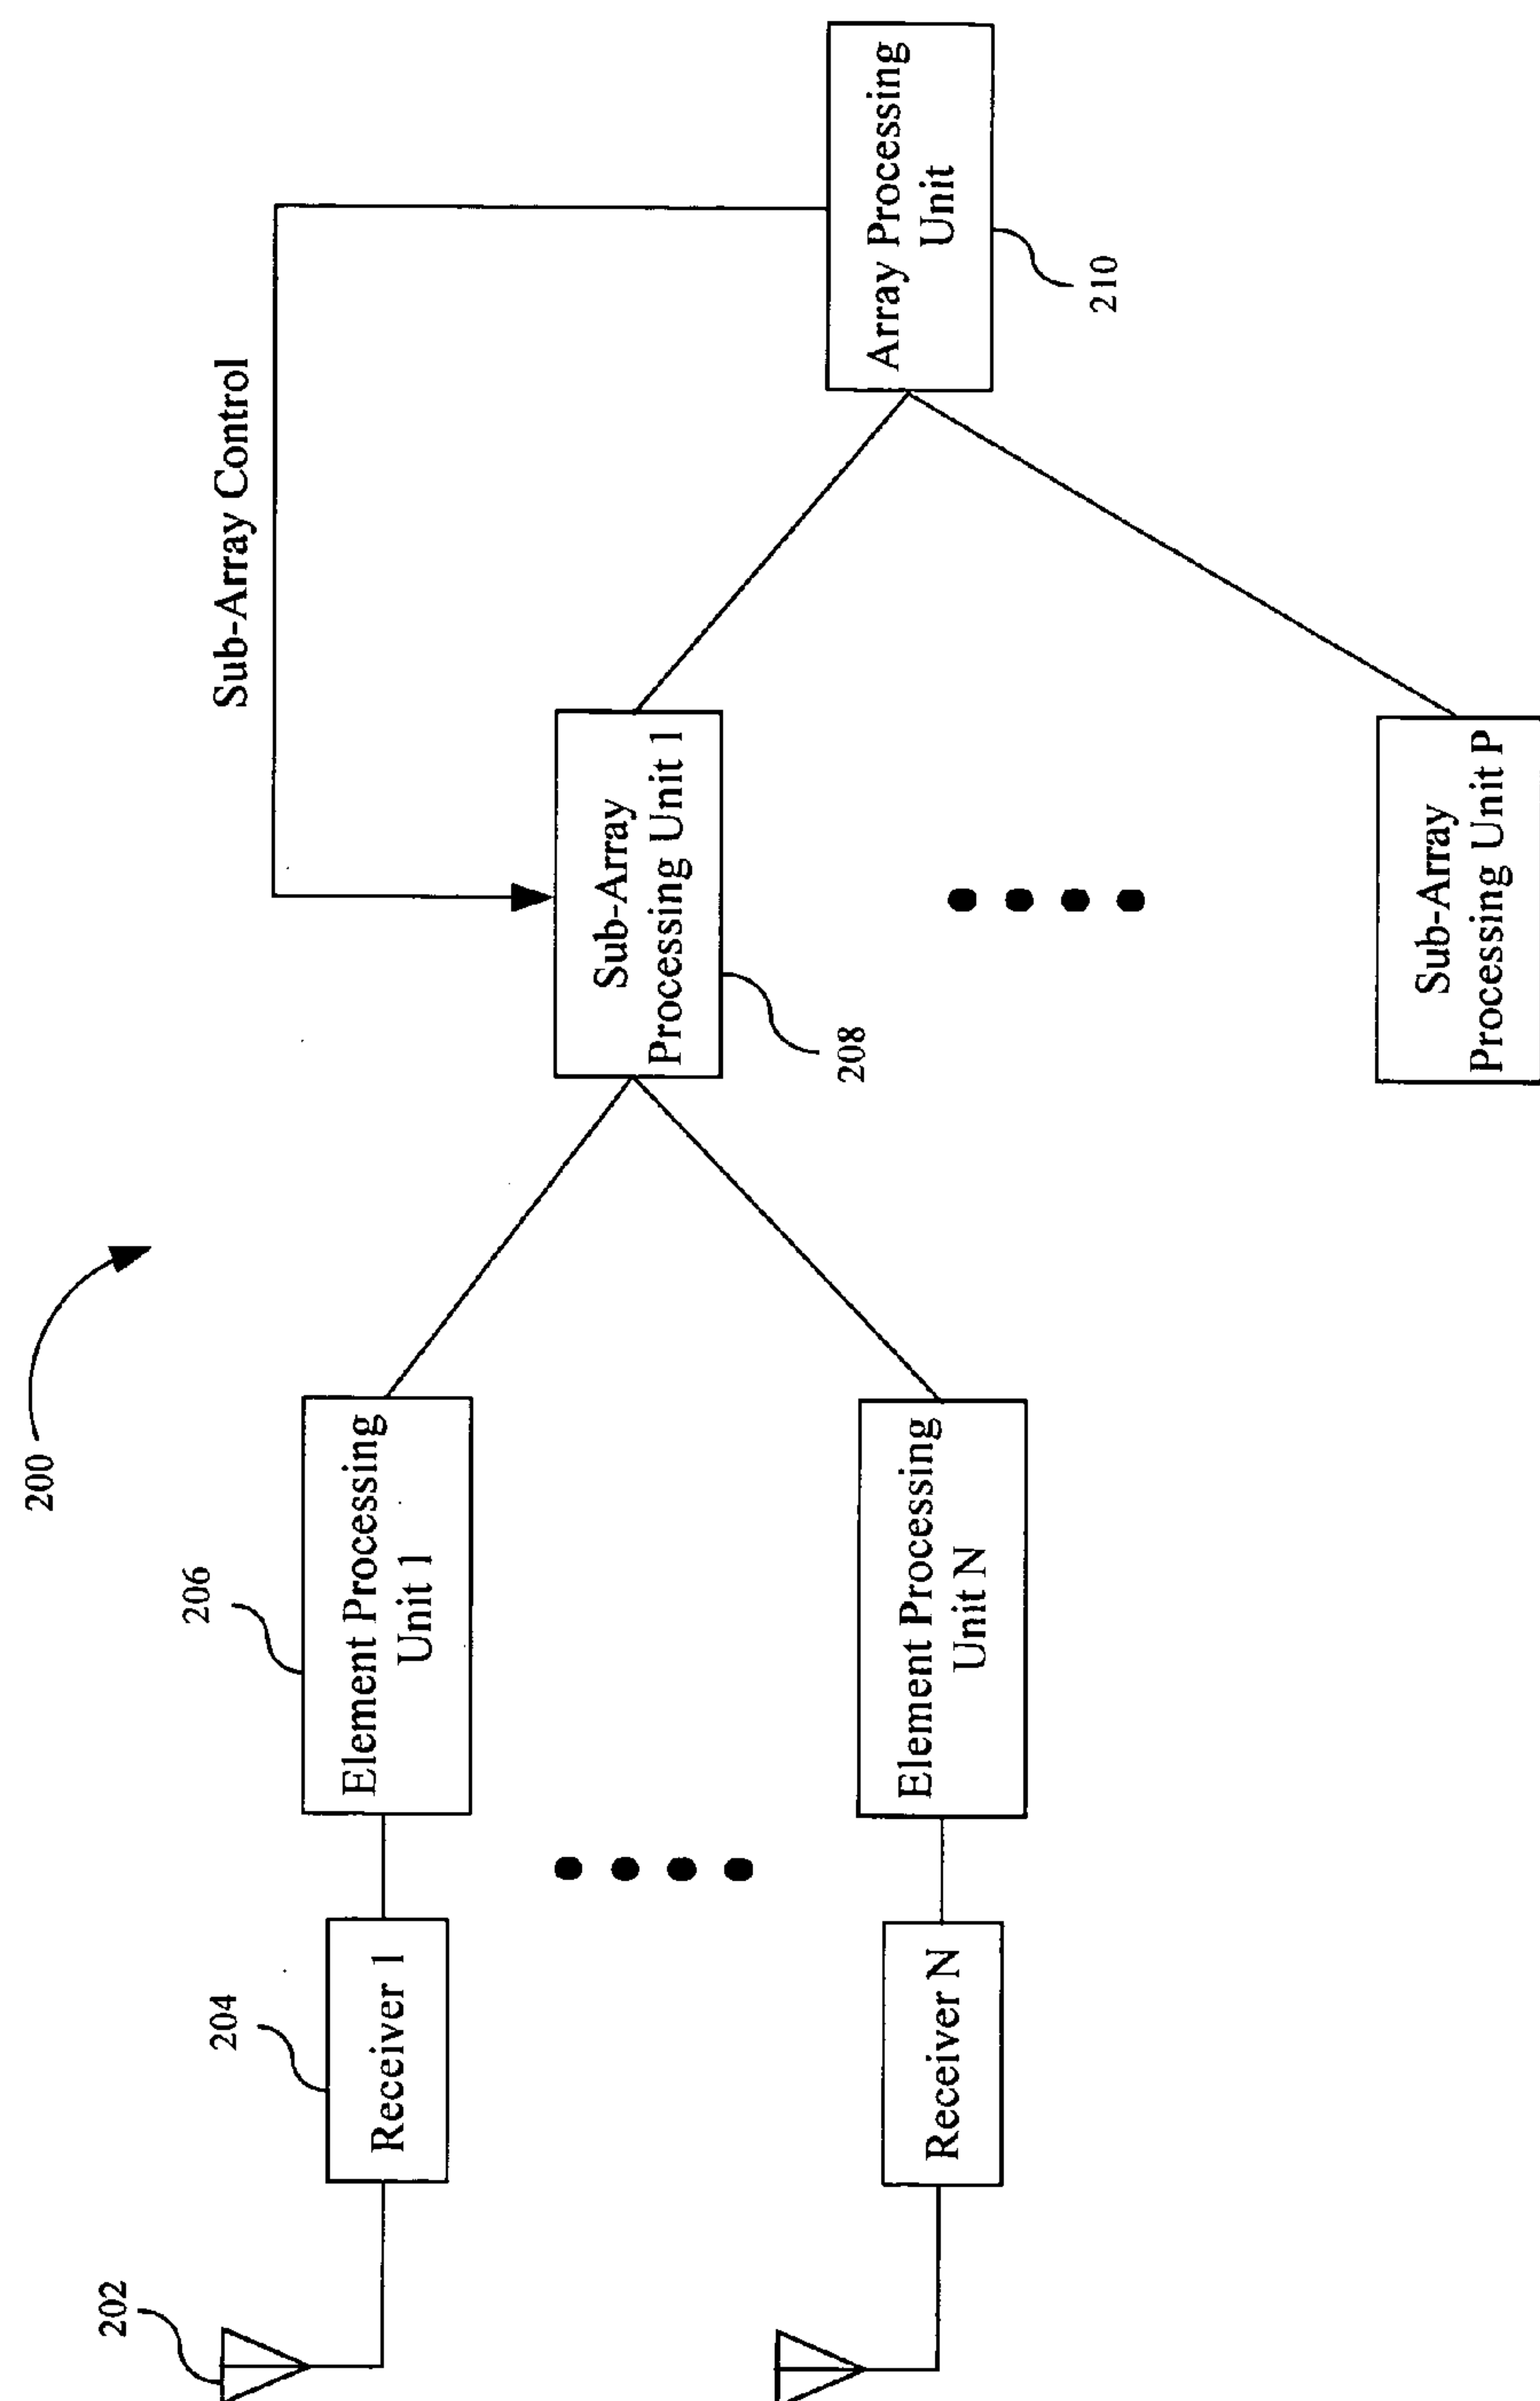 200
Sub-Array Control
202
204
206
Receiver 1
Element Processing
Unit 1
Sub-Array
Processing Unit 1
208
Array Processing
Unit
210
Receiver N
Element Processing
Unit N
Sub-Array
Processing Unit P